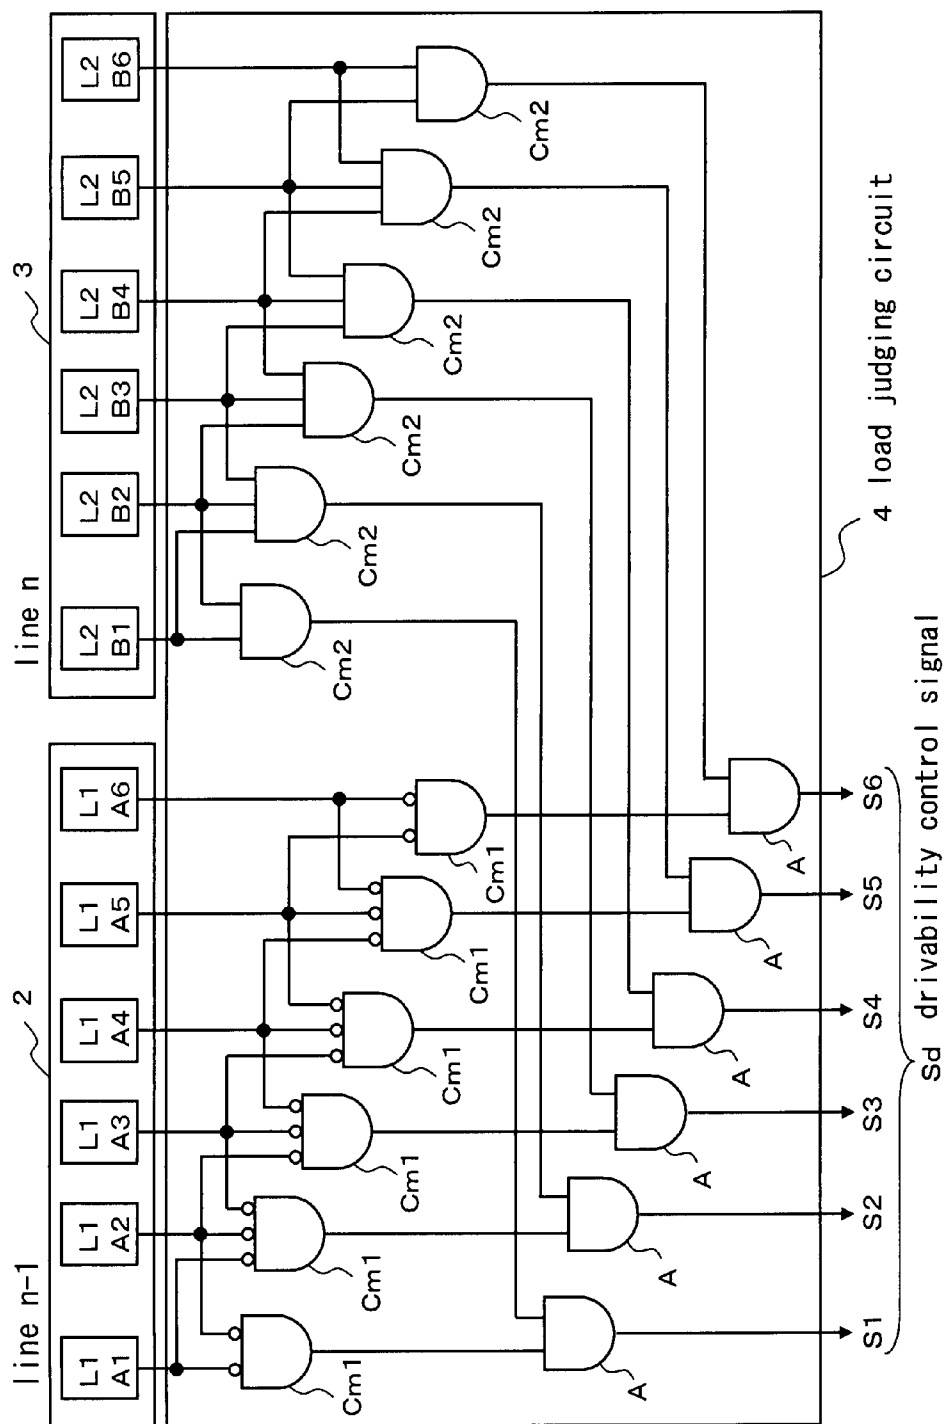 line n-1
2
line n
3
L1
A1
L1
A2
L1
A3
L1
A4
L1
A5
L1
A6
L2
B1
L2
B2
L2
B3
L2
B4
L2
B5
L2
B6
Cm1
Cm1
Cm1
Cm1
Cm1
Cm1
Cm2
Cm2
Cm2
Cm2
Cm2
Cm2
A
A
A
A
A
A
S1
S2
S3
S4
S5
S6
Sd drivability control signal
4 load judging circuit